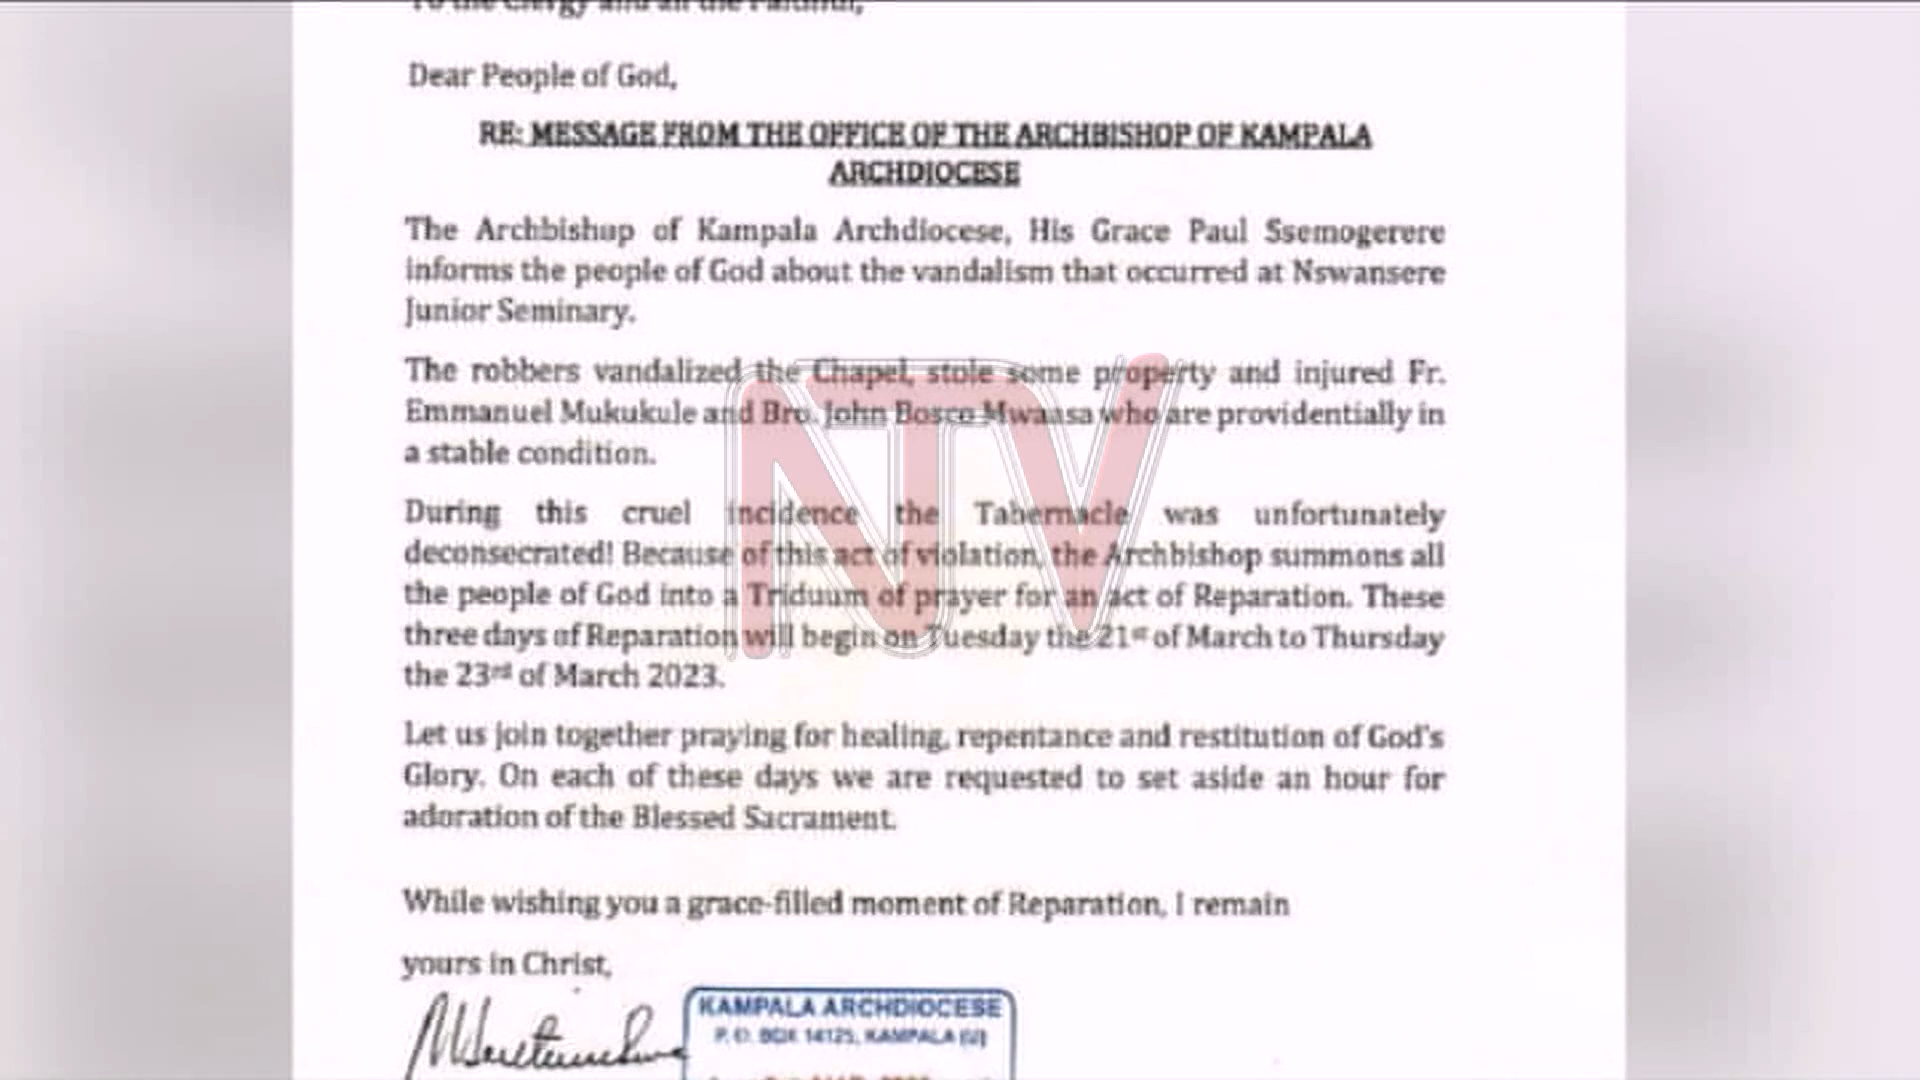 To the Clergy and all the Faithful,
Dear People of God,
RE: MESSAGE FROM THE OFFICE OF THE ARCHBISHOP OF KAMPALA
ARCHDIOCESE
The Archbishop of Kampala Archdiocese, His Grace Paul Ssemogerere
informs the people of God about the vandalism that occurred at Nswansere
Junior Seminary.
The robbers vandalized the Chapel, stole some property and injured Fr.
Emmanuel Mukukule and Bro. John Bosco Mwaasa who are providentially in
a stable condition.
NTV
During this cruel incidence the Tabernacle was unfortunately
deconsecrated! Because of this act of violation, the Archbishop summons all
the people of God into a Triduum of prayer for an act of Reparation. These
three days of Reparation will begin on Tuesday the 21st of March to Thursday
the 23rd of March 2023.
Let us join together praying for healing, repentance and restitution of God's
Glory. On each of these days we are requested to set aside an hour for
adoration of the Blessed Sacrament.
While wishing you a grace-filled moment of Reparation, I remain
yours in Christ,
KAMPALA ARCHDIOCESE
P. O. BOX 14125, KAMPALA (U)